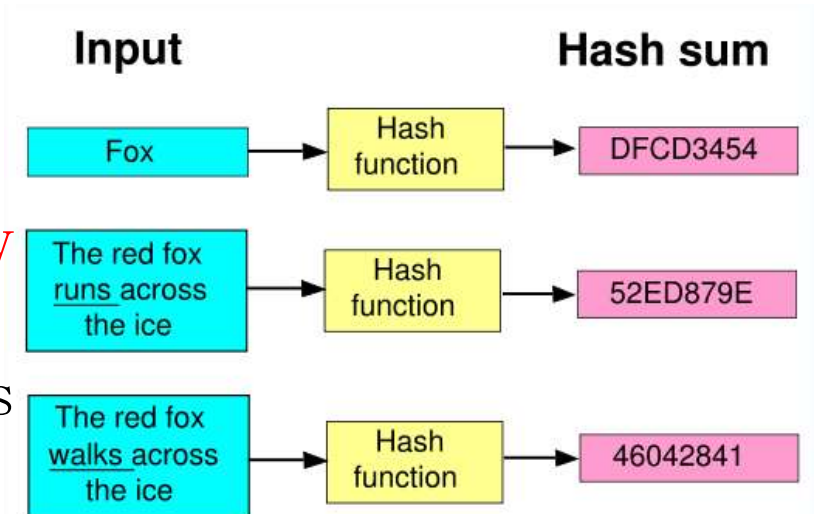 Input
Hash sum
Fox
Hash
function
DFCD3454
The red fox
runs across
the ice
Hash
function
52ED879E
The red fox
walks across
the ice
Hash
function
46042841